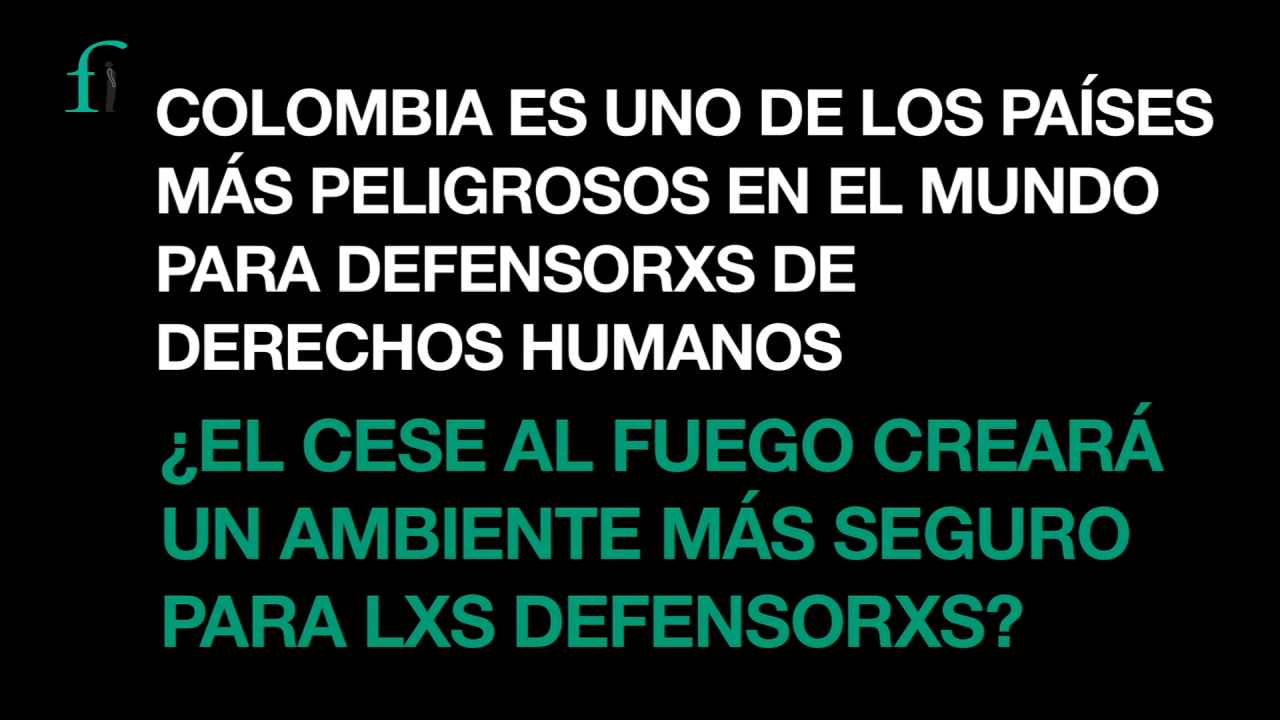 COLOMBIA ES UNO DE LOS PAÍSES
MÁS PELIGROSOS EN EL MUNDO
PARA DEFENSORXS DE
DERECHOS HUMANOS
¿EL CESE AL FUEGO CREARÁ
UN AMBIENTE MÁS SEGURO
PARA LXS DEFENSORXS?